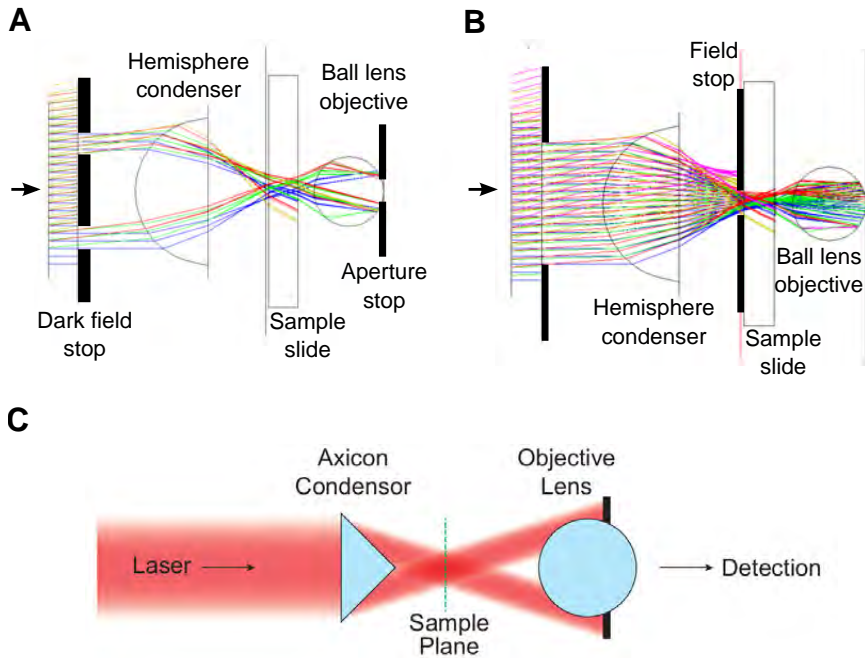 A
Hemisphere
condenser
Ball lens
objective
Dark field
stop
Sample
slide
Aperture
stop
B
Field
stop
Hemisphere
condenser
Ball lens
objective
Sample
slide
C
Axicon
Condensor
Objective
Lens
Laser
Detection
Sample
Plane